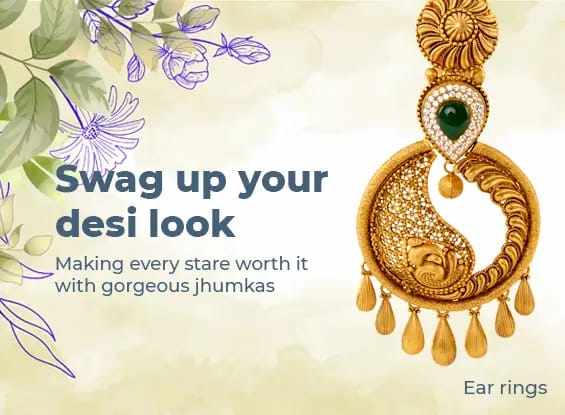 Swag up your
desi look
Making every stare worth it
with gorgeous jhumkas
Ear rings